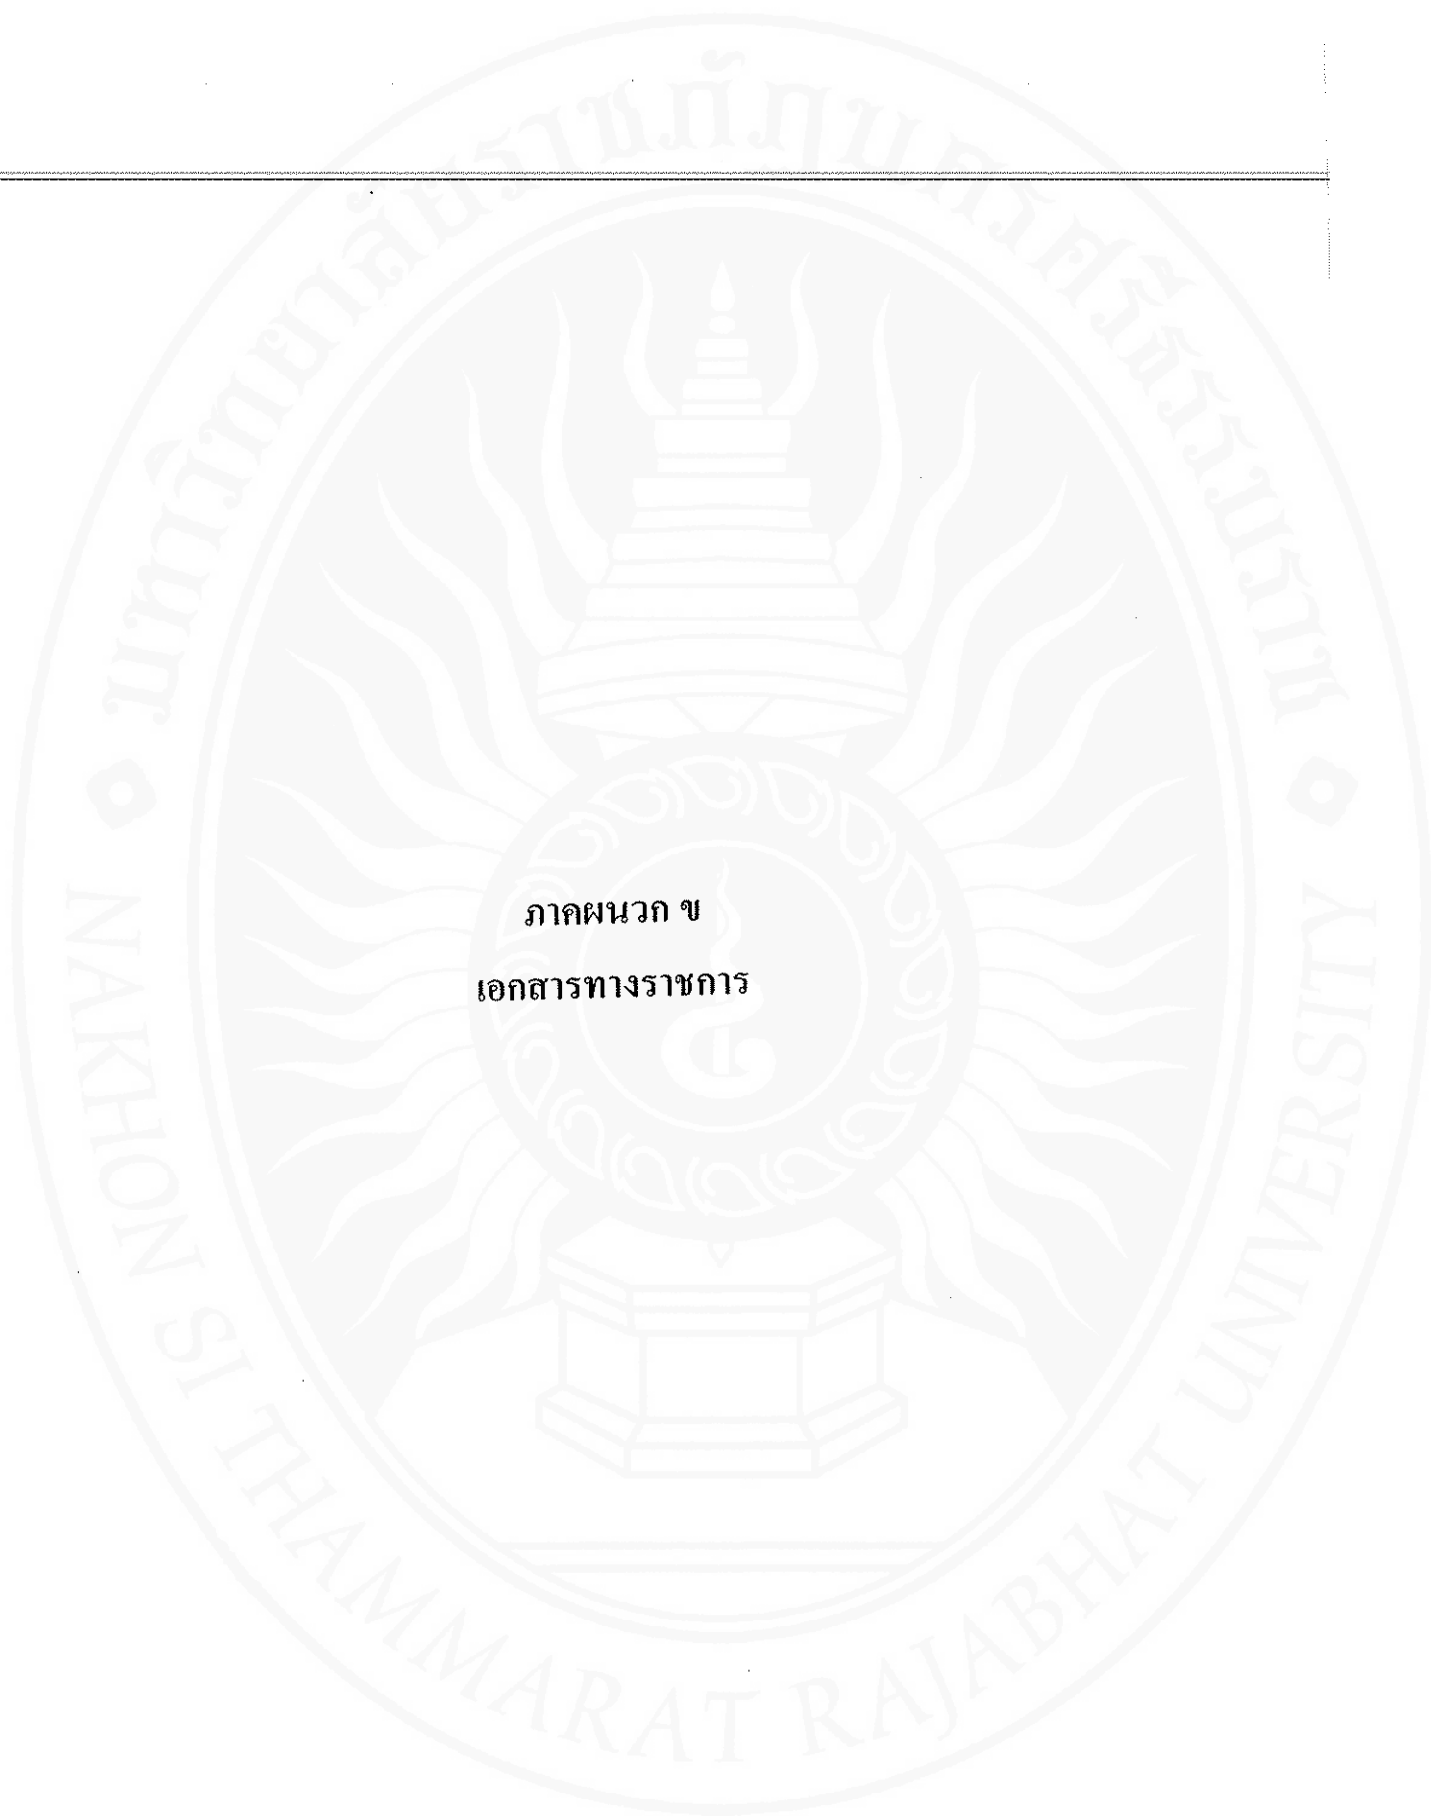 ภาคผนวก ข
เอกสารทางราชการ
มหาวิทยาลัยราชภัฏนครศรีธรรมราช
NAKHON SI THAMMARAT RAJABHAT UNIVERSITY